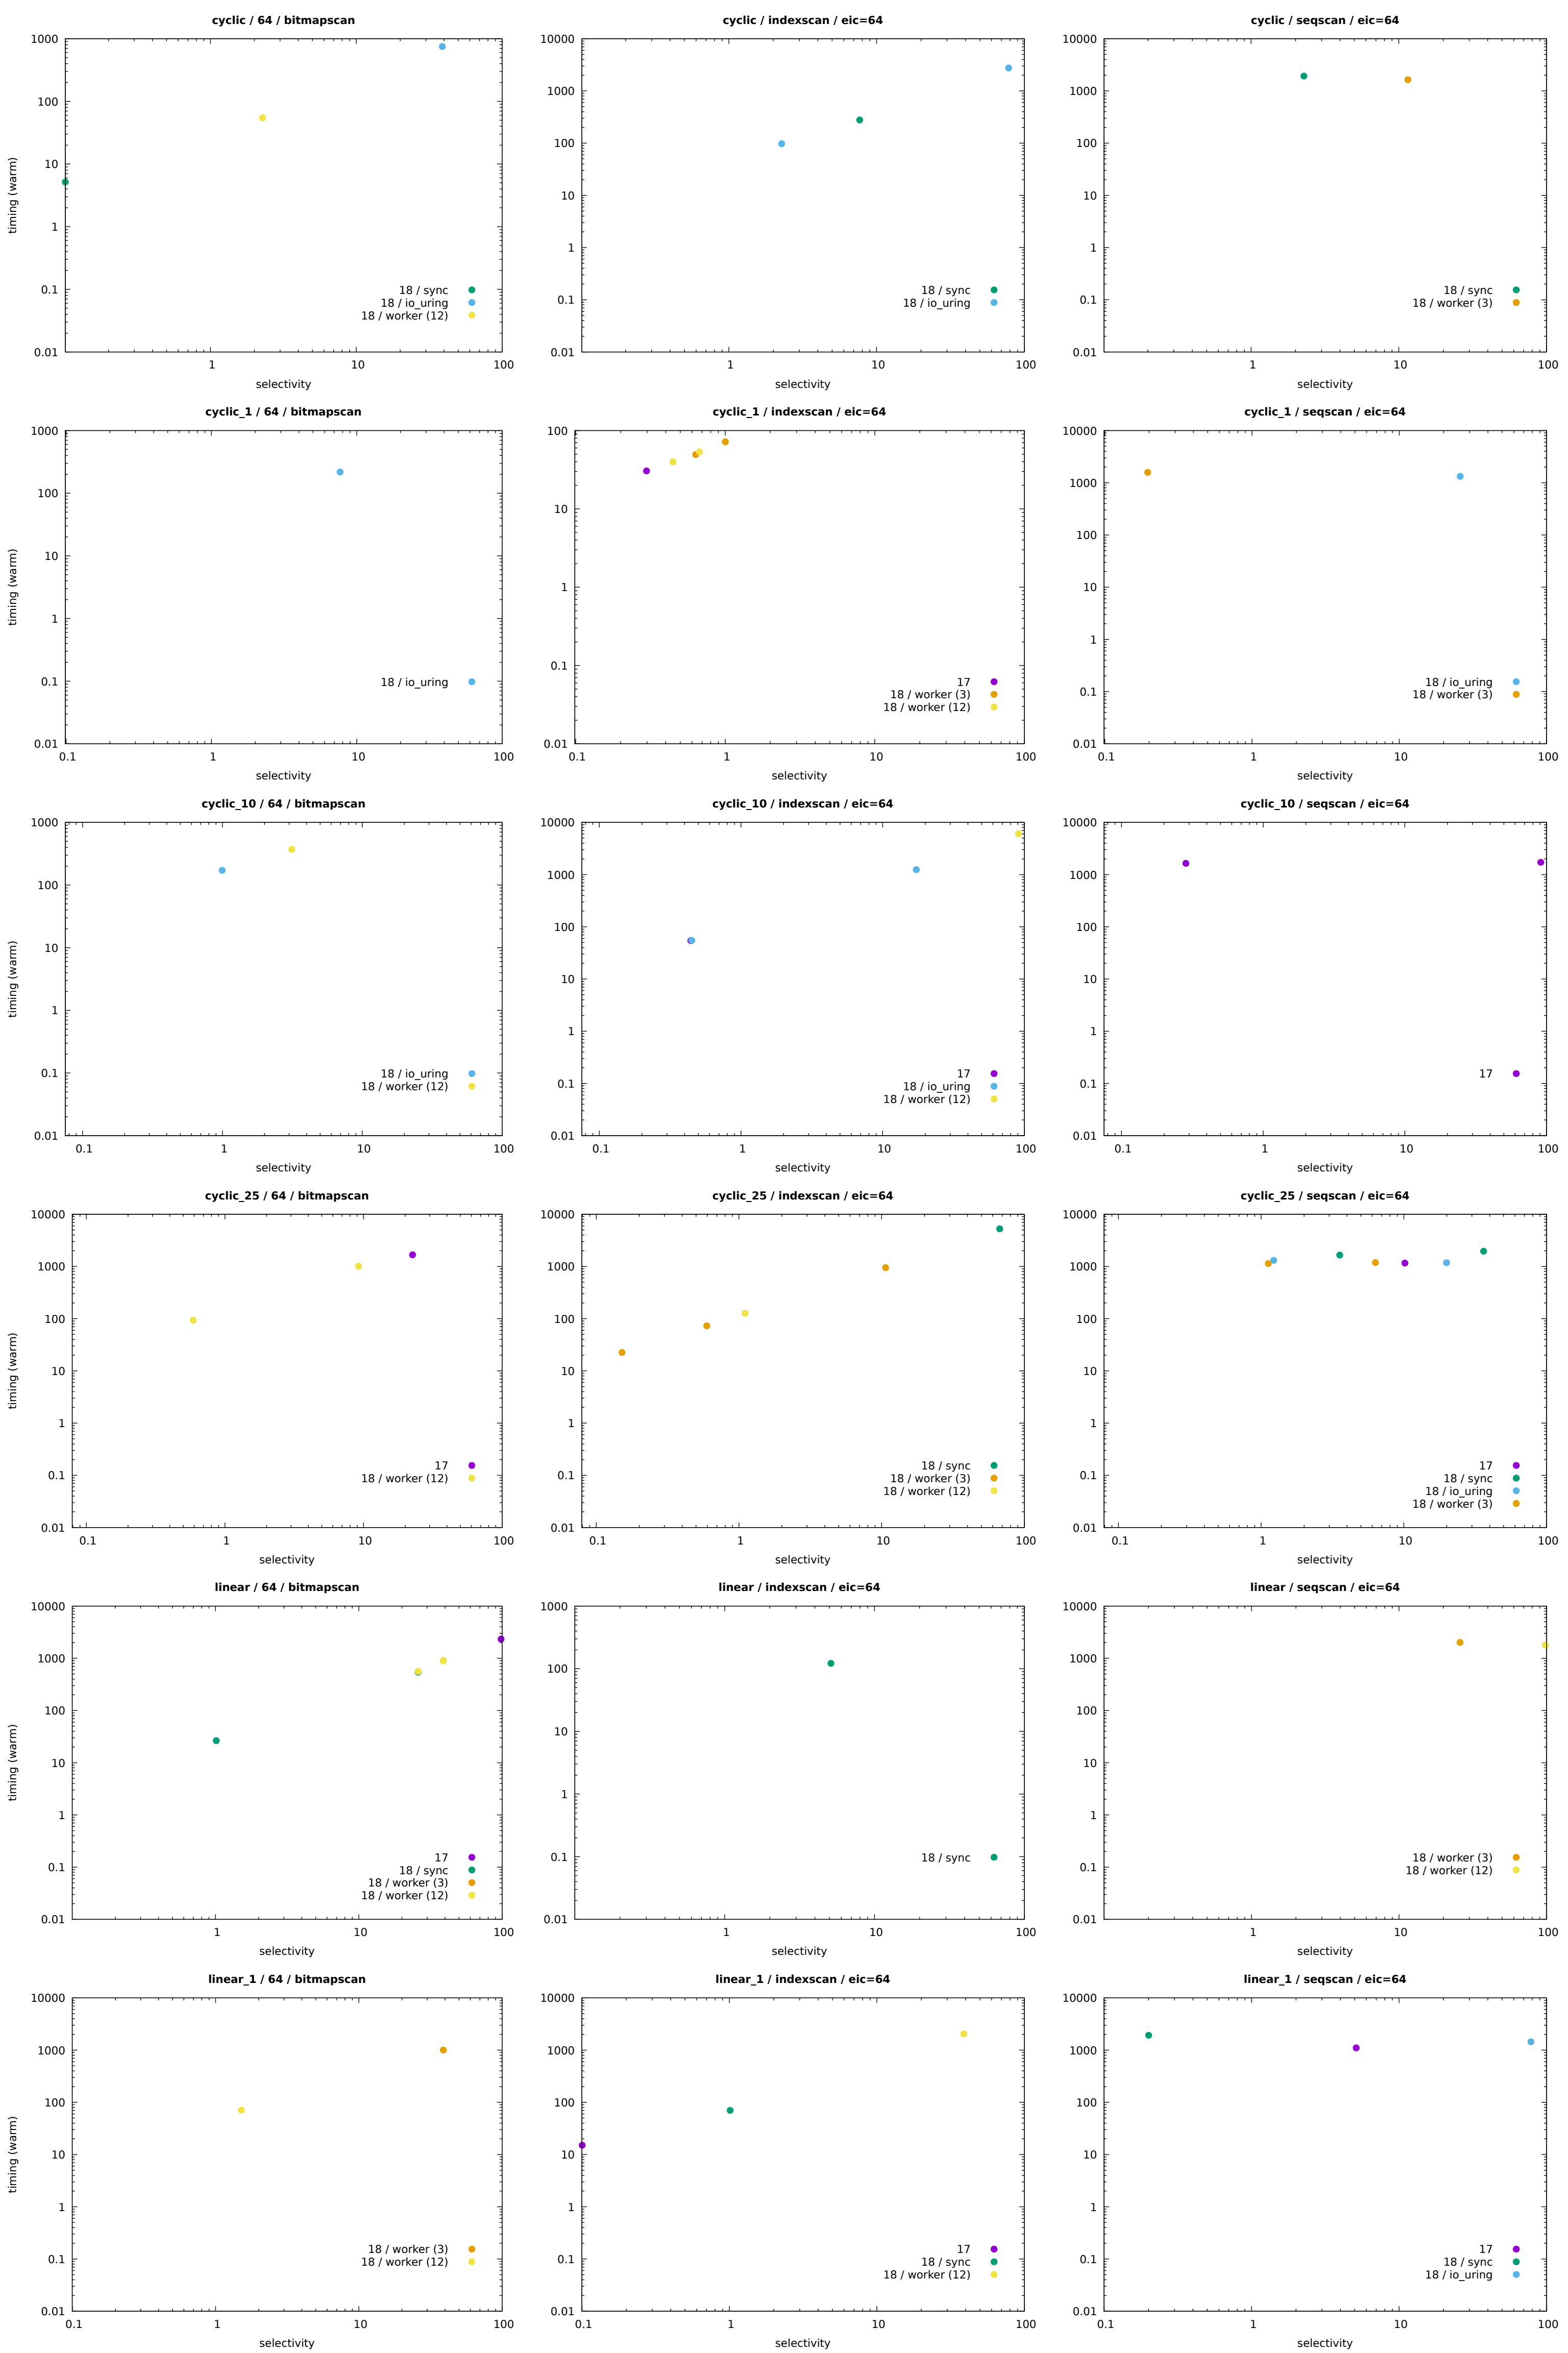 cyclic / 64 / bitmapscan
timing (warm)
1000
100
10
1
0.1
0.01
18 / sync
18 / io_uring
18 / worker (12)
1 10 100
selectivity
cyclic / indexscan / eic=64
10000
1000
100
10
1
0.1
0.01
18 / sync
18 / io_uring
1 10 100
selectivity
cyclic / seqscan / eic=64
10000
1000
100
10
1
0.1
0.01
18 / sync
18 / worker (3)
1 10 100
selectivity
cyclic_1 / 64 / bitmapscan
timing (warm)
1000
100
10
1
0.1
0.01
18 / io_uring
0.1 1 10 100
selectivity
cyclic_1 / indexscan / eic=64
100
10
1
0.1
0.01
17
18 / worker (3)
18 / worker (12)
0.1 1 10 100
selectivity
cyclic_1 / seqscan / eic=64
10000
1000
100
10
1
0.1
0.01
18 / io_uring
18 / worker (3)
0.1 1 10 100
selectivity
cyclic_10 / 64 / bitmapscan
timing (warm)
1000
100
10
1
0.1
0.01
18 / io_uring
18 / worker (12)
0.1 1 10 100
selectivity
cyclic_10 / indexscan / eic=64
10000
1000
100
10
1
0.1
0.01
17
18 / io_uring
18 / worker (12)
0.1 1 10 100
selectivity
cyclic_10 / seqscan / eic=64
10000
1000
100
10
1
0.1
0.01
17
0.1 1 10 100
selectivity
cyclic_25 / 64 / bitmapscan
timing (warm)
10000
1000
100
10
1
0.1
0.01
17
18 / worker (12)
0.1 1 10 100
selectivity
cyclic_25 / indexscan / eic=64
10000
1000
100
10
1
0.1
0.01
18 / sync
18 / worker (3)
18 / worker (12)
0.1 1 10 100
selectivity
cyclic_25 / seqscan / eic=64
10000
1000
100
10
1
0.1
0.01
17
18 / sync
18 / io_uring
18 / worker (3)
0.1 1 10 100
selectivity
linear / 64 / bitmapscan
timing (warm)
10000
1000
100
10
1
0.1
0.01
17
18 / sync
18 / worker (3)
18 / worker (12)
1 10 100
selectivity
linear / indexscan / eic=64
1000
100
10
1
0.1
0.01
18 / sync
1 10 100
selectivity
linear / seqscan / eic=64
10000
1000
100
10
1
0.1
0.01
18 / worker (3)
18 / worker (12)
1 10 100
selectivity
linear_1 / 64 / bitmapscan
timing (warm)
10000
1000
100
10
1
0.1
0.01
18 / worker (3)
18 / worker (12)
1 10 100
selectivity
linear_1 / indexscan / eic=64
10000
1000
100
10
1
0.1
0.01
17
18 / sync
18 / worker (12)
0.1 1 10 100
selectivity
linear_1 / seqscan / eic=64
10000
1000
100
10
1
0.1
0.01
17
18 / sync
18 / io_uring
0.1 1 10 100
selectivity